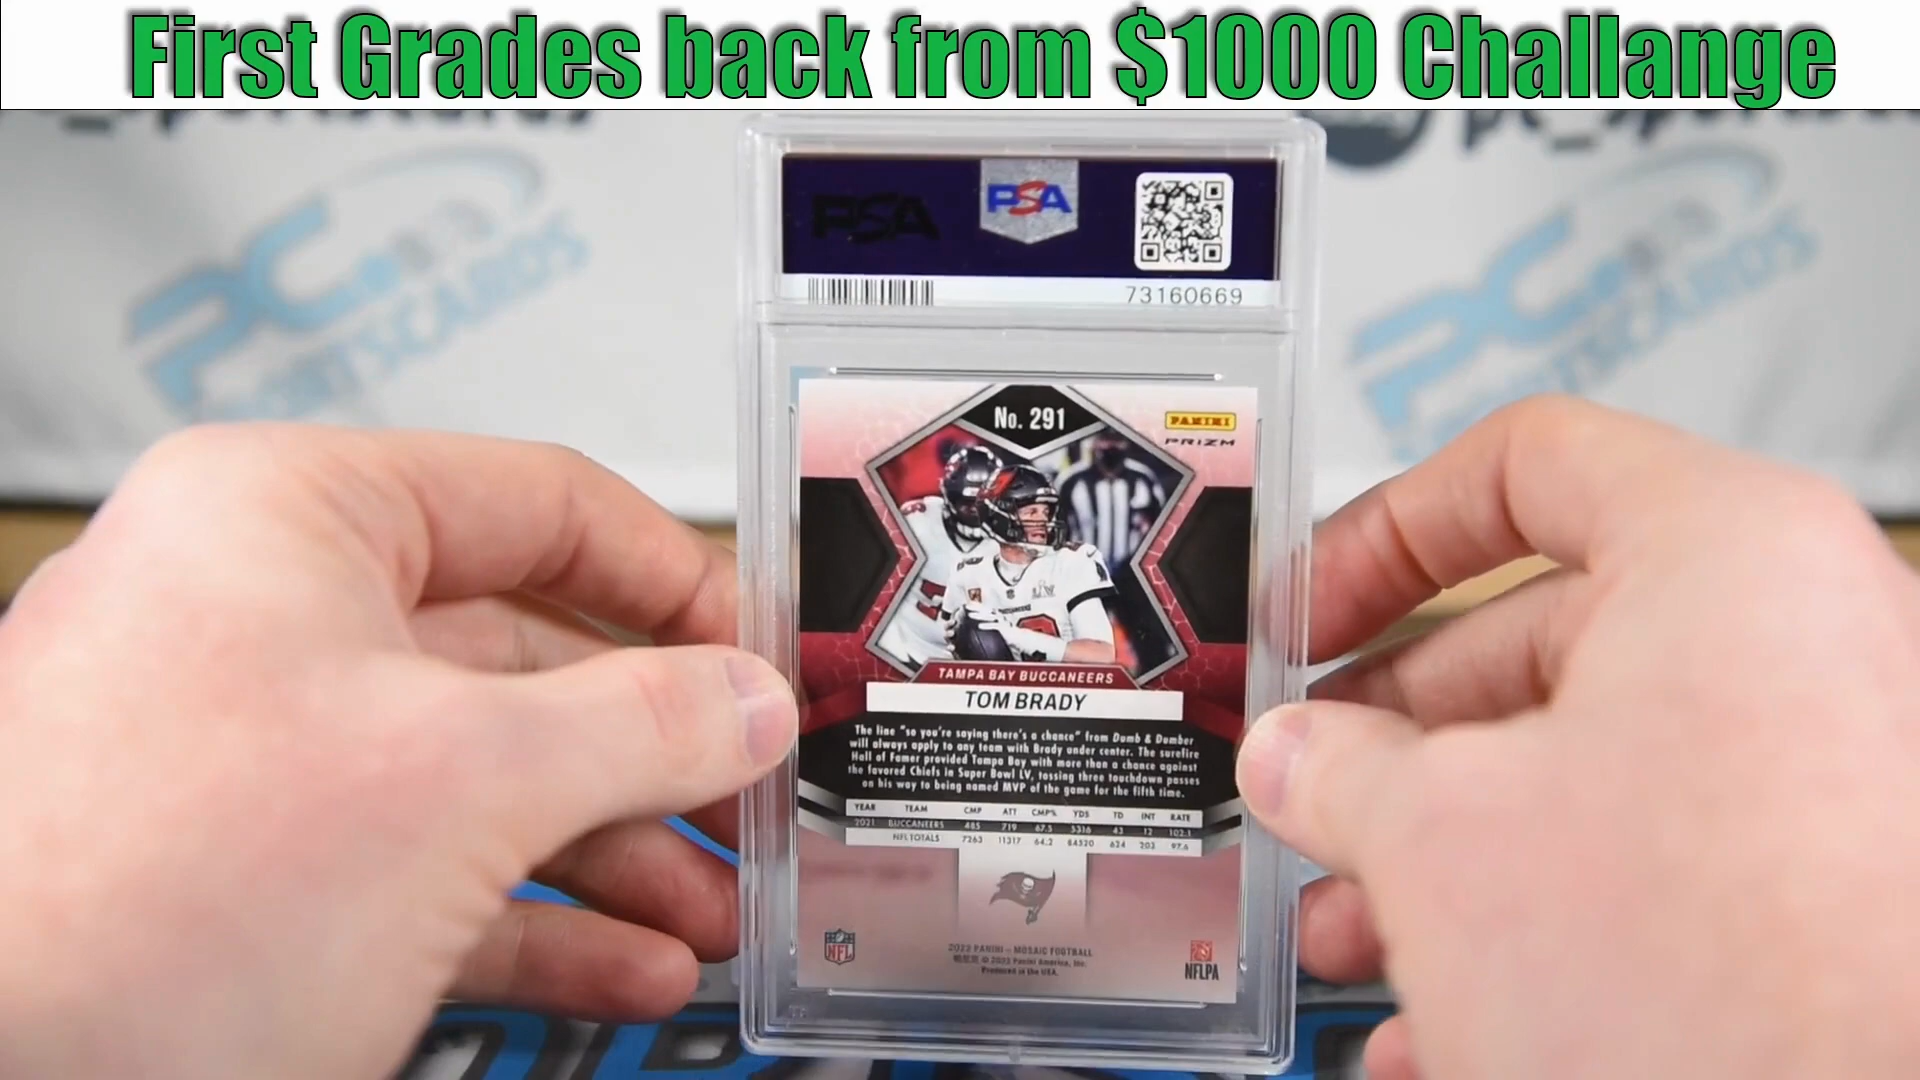 First Grades back from $1000 Challange
PSA
PSA
73160669
No. 291
PANINI
PRIZM
TAMPA BAY BUCCANEERS
TOM BRADY
The line "so you're saying there's a chance" from Dumb & Dumber
will always apply to any team with Brady under center. The surefire
Hall of Famer provided Tampa Bay with more than a chance against
the favored Chiefs in Super Bowl LV, tossing three touchdown passes
on his way to being named MVP of the game for the fifth time.
YEAR TEAM CMP ATT CMP% YDS TD INT RATE
2021 BUCCANEERS 485 719 67.5 5316 43 12 102.1
NFL TOTALS 7263 11317 64.2 84520 624 203 97.6
2022 PANINI – MOSAIC FOOTBALL
© 2022 Panini America, Inc.
Produced in the USA.
NFL
NFLPA